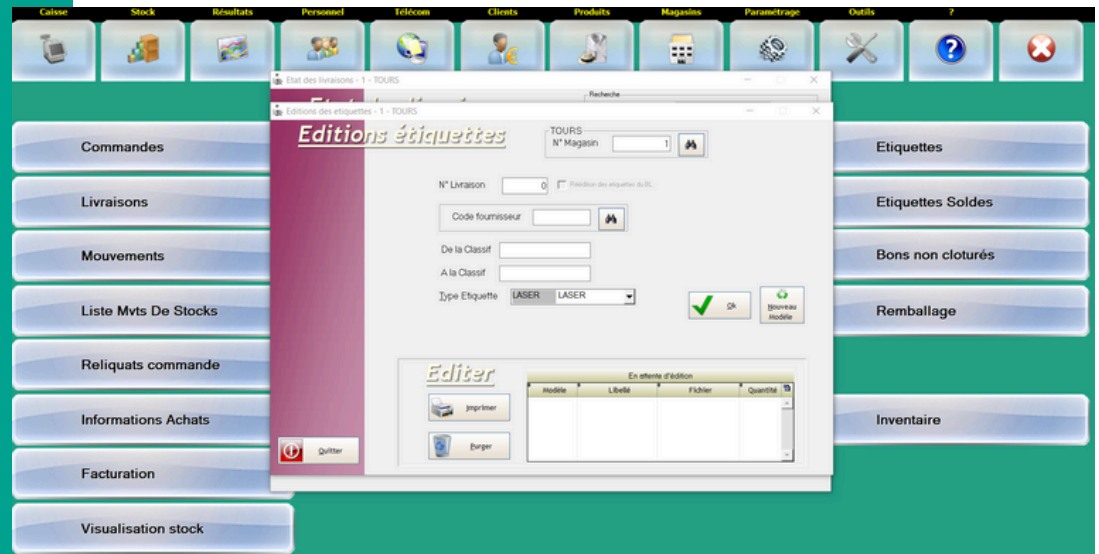 Caisse Stock Résultats Personnel Télécom Clients Produits Magasins Paramétrage Outils ?
Etat des livraisons - 1 - TOURS
Recherche
Editions des etiquettes - 1 - TOURS
Editions étiquettes
TOURS
N° Magasin 1
N° Livraison 0
Code fournisseur
De la Classif
A la Classif
Type Etiquette LASER LASER
Ok
Nouveau
Modèle
Editer
En attente d'édition
Modèle Libellé Fichier Quantité
Imprimer
Purger
Quitter
Commandes
Livraisons
Mouvements
Liste Mvts De Stocks
Reliquats commande
Informations Achats
Facturation
Visualisation stock
Etiquettes
Etiquettes Soldes
Bons non cloturés
Remballage
Inventaire